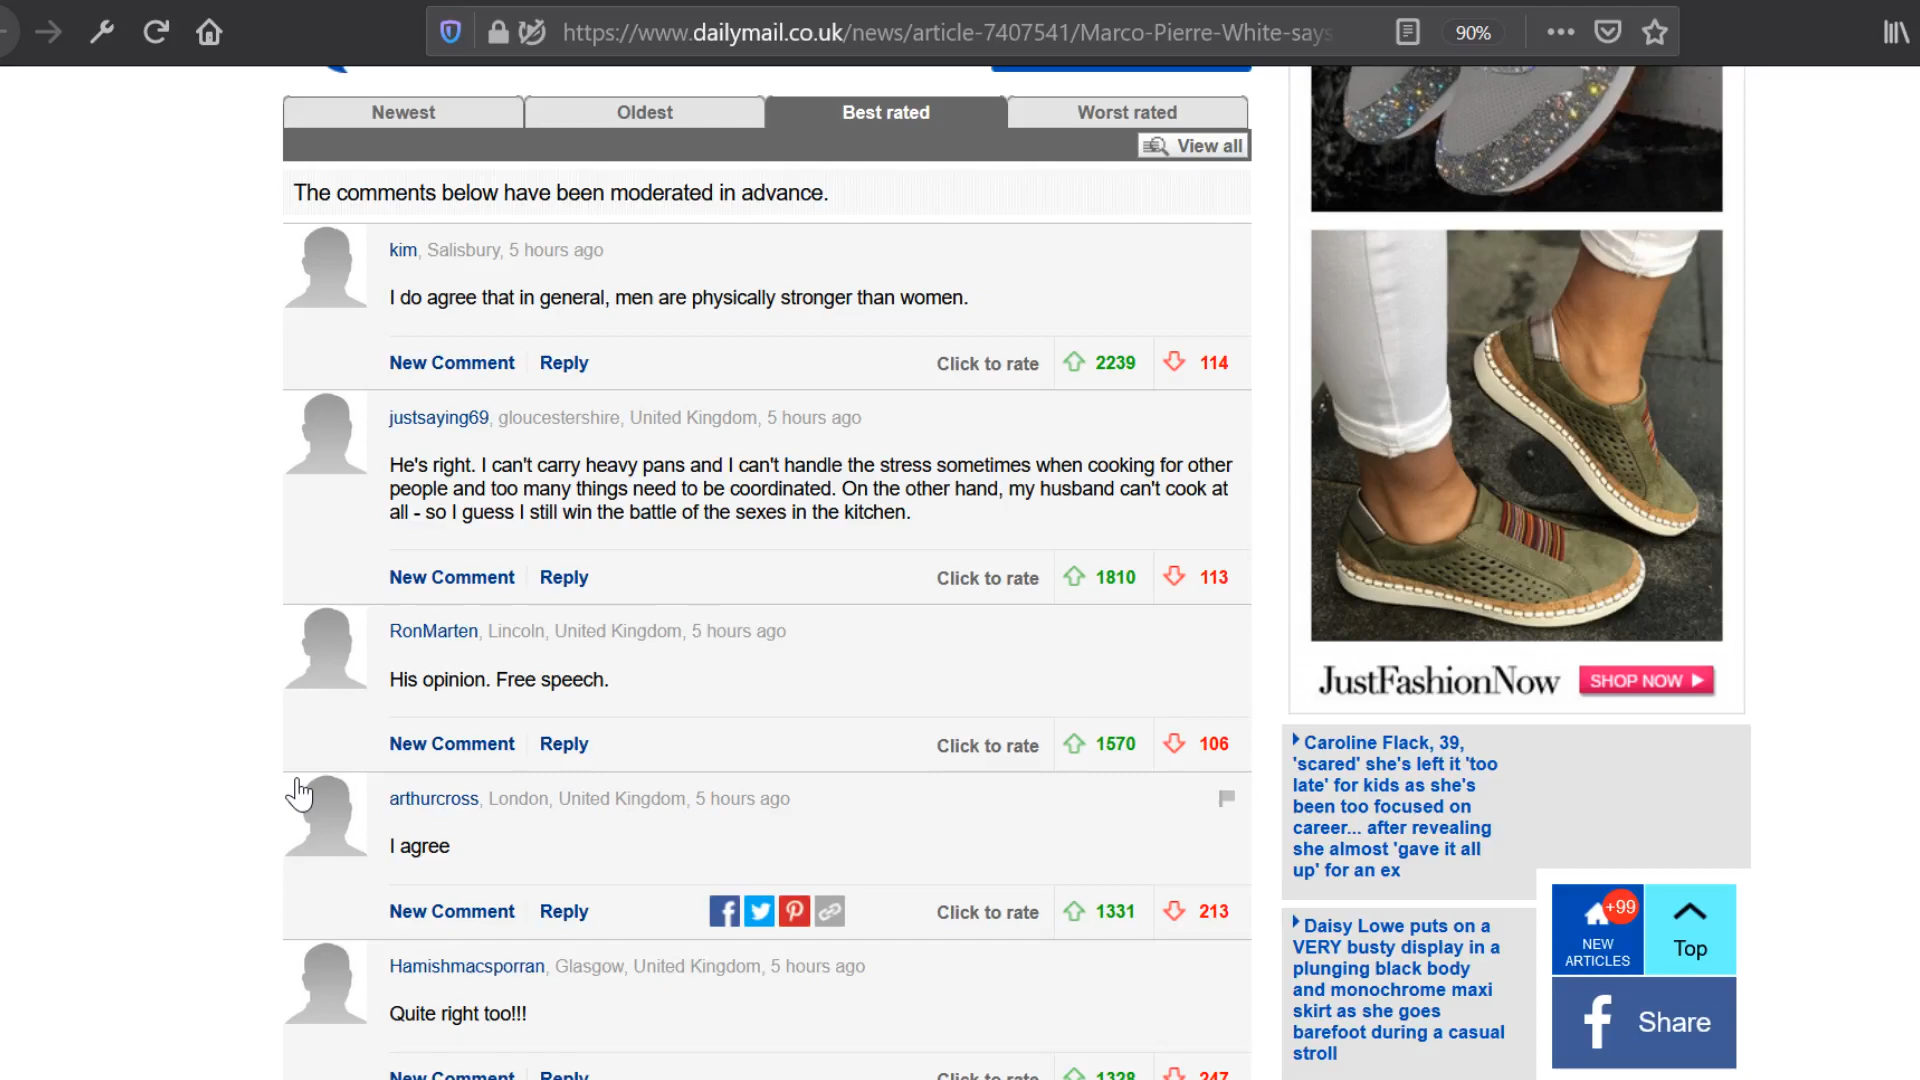 https://www.dailymail.co.uk/news/article-7407541/Marco-Pierre-White-says
90%
Newest
Oldest
Best rated
Worst rated
View all
The comments below have been moderated in advance.
kim, Salisbury, 5 hours ago
I do agree that in general, men are physically stronger than women.
New Comment
Reply
Click to rate
2239
114
justsaying69, gloucestershire, United Kingdom, 5 hours ago
He's right. I can't carry heavy pans and I can't handle the stress sometimes when cooking for other
people and too many things need to be coordinated. On the other hand, my husband can't cook at
all - so I guess I still win the battle of the sexes in the kitchen.
New Comment
Reply
Click to rate
1810
113
RonMarten, Lincoln, United Kingdom, 5 hours ago
His opinion. Free speech.
New Comment
Reply
Click to rate
1570
106
arthurcross, London, United Kingdom, 5 hours ago
I agree
New Comment
Reply
Click to rate
1331
213
Hamishmacsporran, Glasgow, United Kingdom, 5 hours ago
Quite right too!!!
New Comment
Reply
Click to rate
1328
247
JustFashionNow
SHOP NOW
Caroline Flack, 39,
'scared' she's left it 'too
late' for kids as she's
been too focused on
career... after revealing
she almost 'gave it all
up' for an ex
Daisy Lowe puts on a
VERY busty display in a
plunging black body
and monochrome maxi
skirt as she goes
barefoot during a casual
stroll
+99
NEW
ARTICLES
Top
Share